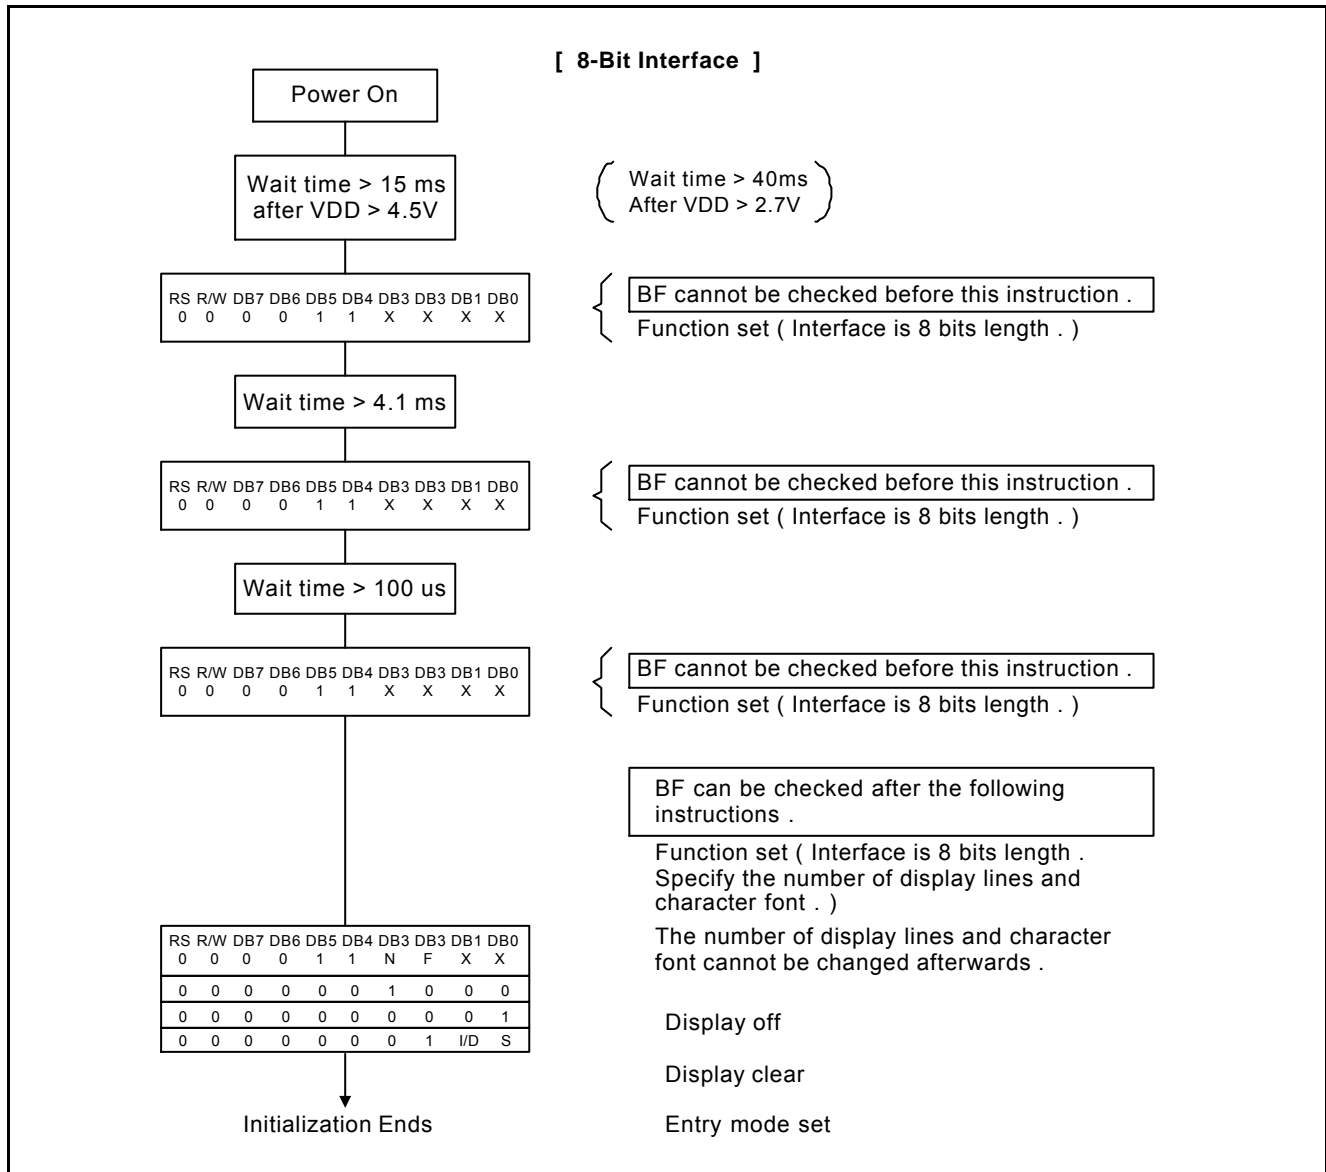 [ 8-Bit Interface ]
Power On
Wait time > 15 ms
after VDD > 4.5V
Wait time > 40ms
After VDD > 2.7V
RS R/W DB7 DB6 DB5 DB4 DB3 DB3 DB1 DB0
0 0 0 0 1 1 X X X X
BF cannot be checked before this instruction .
Function set ( Interface is 8 bits length . )
Wait time > 4.1 ms
RS R/W DB7 DB6 DB5 DB4 DB3 DB3 DB1 DB0
0 0 0 0 1 1 X X X X
BF cannot be checked before this instruction .
Function set ( Interface is 8 bits length . )
Wait time > 100 us
RS R/W DB7 DB6 DB5 DB4 DB3 DB3 DB1 DB0
0 0 0 0 1 1 X X X X
BF cannot be checked before this instruction .
Function set ( Interface is 8 bits length . )
BF can be checked after the following
instructions .
Function set ( Interface is 8 bits length .
Specify the number of display lines and
character font . )
The number of display lines and character
font cannot be changed afterwards .
RS R/W DB7 DB6 DB5 DB4 DB3 DB3 DB1 DB0
0 0 0 0 1 1 N F X X
0 0 0 0 0 0 1 0 0 0
0 0 0 0 0 0 0 0 0 1
0 0 0 0 0 0 0 1 I/D S
Display off
Display clear
Initialization Ends
Entry mode set